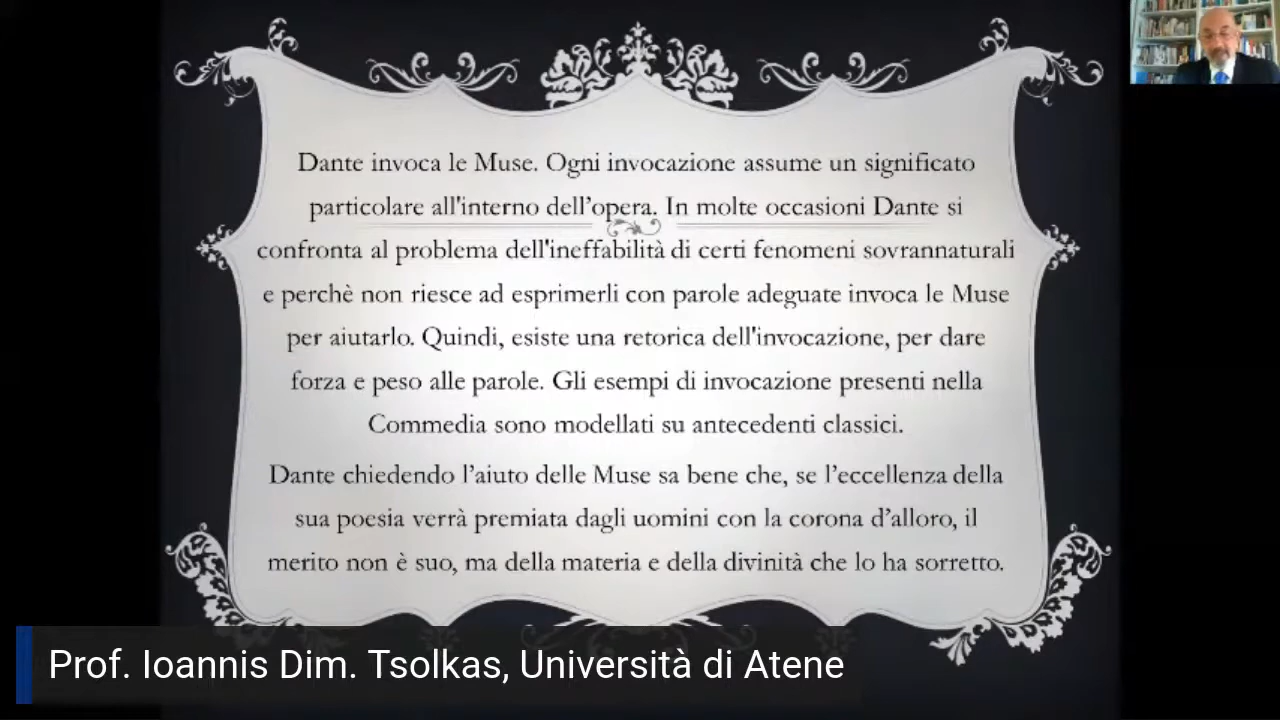 Dante invoca le Muse. Ogni invocazione assume un significato
particolare all'interno dell’opera. In molte occasioni Dante si
confronta al problema dell'ineffabilità di certi fenomeni sovrannaturali
e perchè non riesce ad esprimerli con parole adeguate invoca le Muse
per aiutarlo. Quindi, esiste una retorica dell'invocazione, per dare
forza e peso alle parole. Gli esempi di invocazione presenti nella
Commedia sono modellati su antecedenti classici.
Dante chiedendo l’aiuto delle Muse sa bene che, se l’eccellenza della
sua poesia verrà premiata dagli uomini con la corona d’alloro, il
merito non è suo, ma della materia e della divinità che lo ha sorretto.
Prof. Ioannis Dim. Tsolkas, Università di Atene